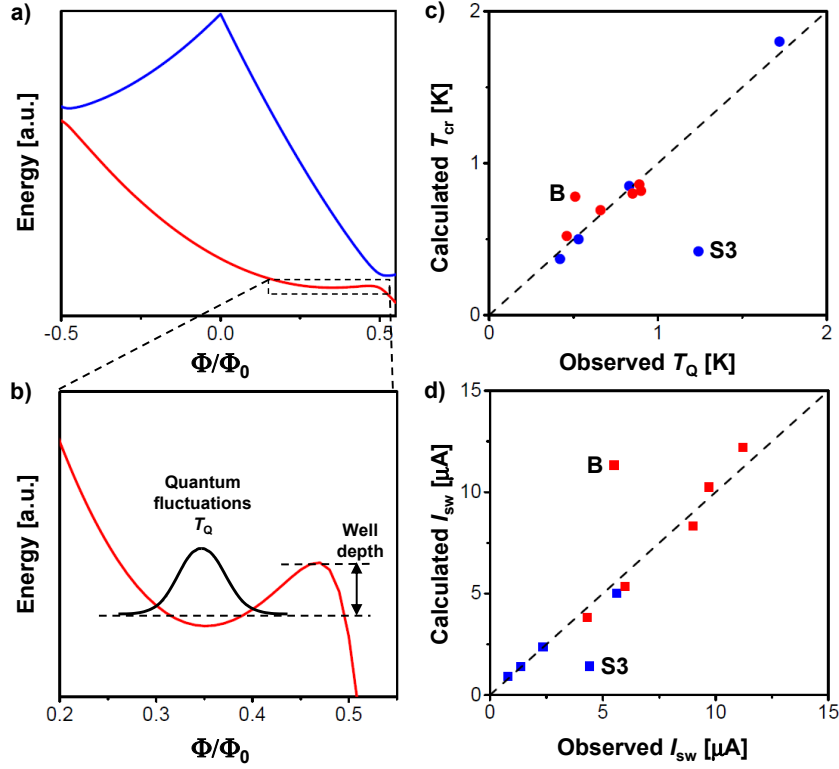 a)
Energy [a.u.]
-0.5
0.0
0.5
Φ/Φ0
b)
Energy [a.u.]
Quantum
fluctuations
TQ
Well
depth
0.2
0.3
0.4
0.5
Φ/Φ0
c)
Calculated Tcr [K]
2
1
0
B
S3
0
1
2
Observed TQ [K]
d)
Calculated Isw [μA]
15
10
5
0
B
S3
0
5
10
15
Observed Isw [μA]